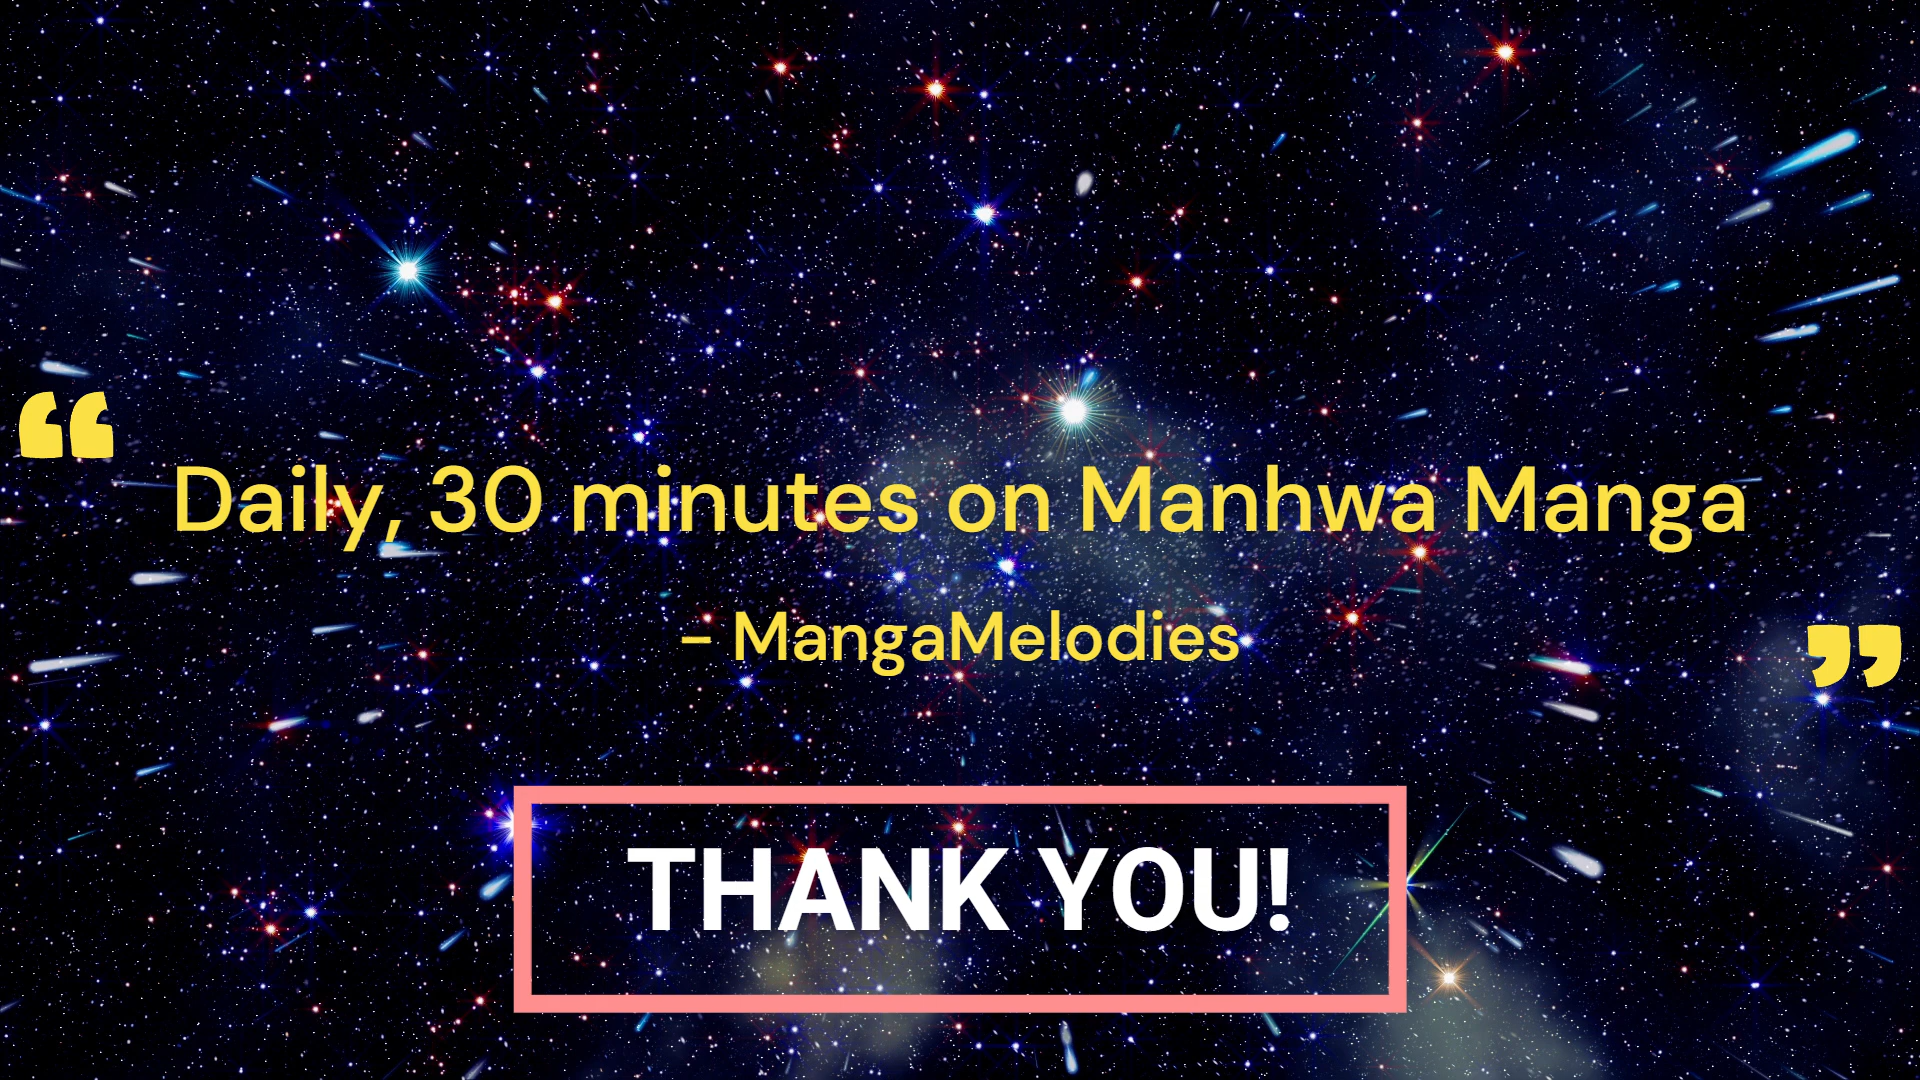 “
Daily, 30 minutes on Manhwa Manga
– MangaMelodies
”
THANK YOU!